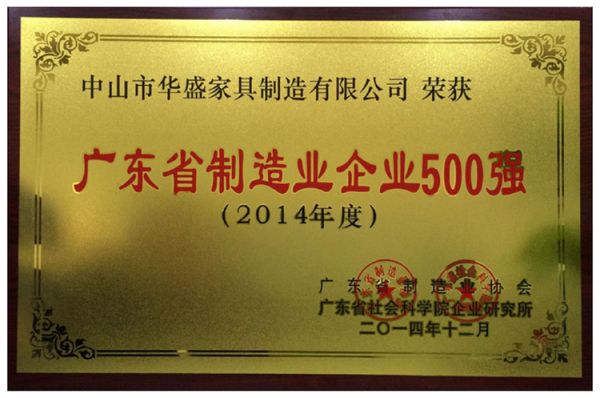 中山市华盛家具制造有限公司 荣获
广东省制造业企业500强
（2014年度）
广东省制造业协会
广东省社会科学院企业研究所
二〇一四年十二月